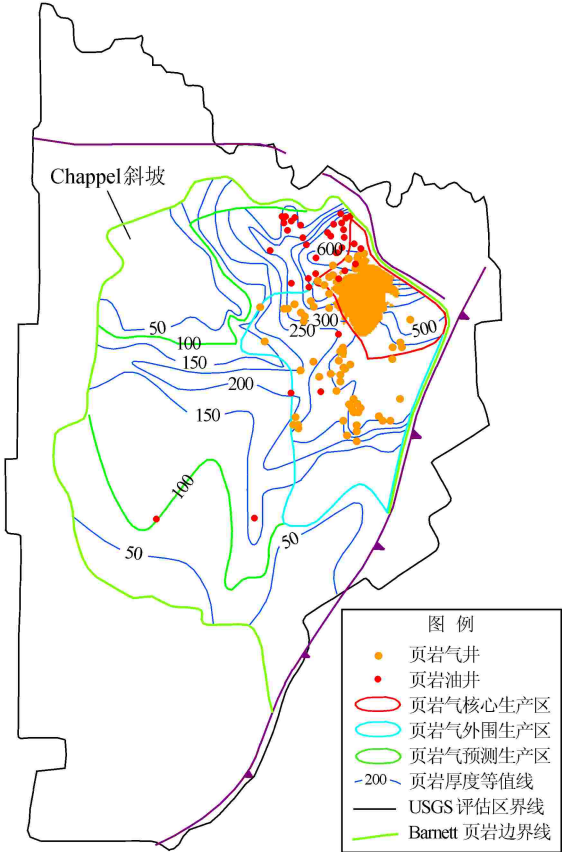 Chappel斜坡
600
300
250
500
50
100
150
200
150
100
50
50
图 例
页岩气井
页岩油井
页岩气核心生产区
页岩气外围生产区
页岩气预测生产区
200 页岩厚度等值线
USGS 评估区界线
Barnett 页岩边界线